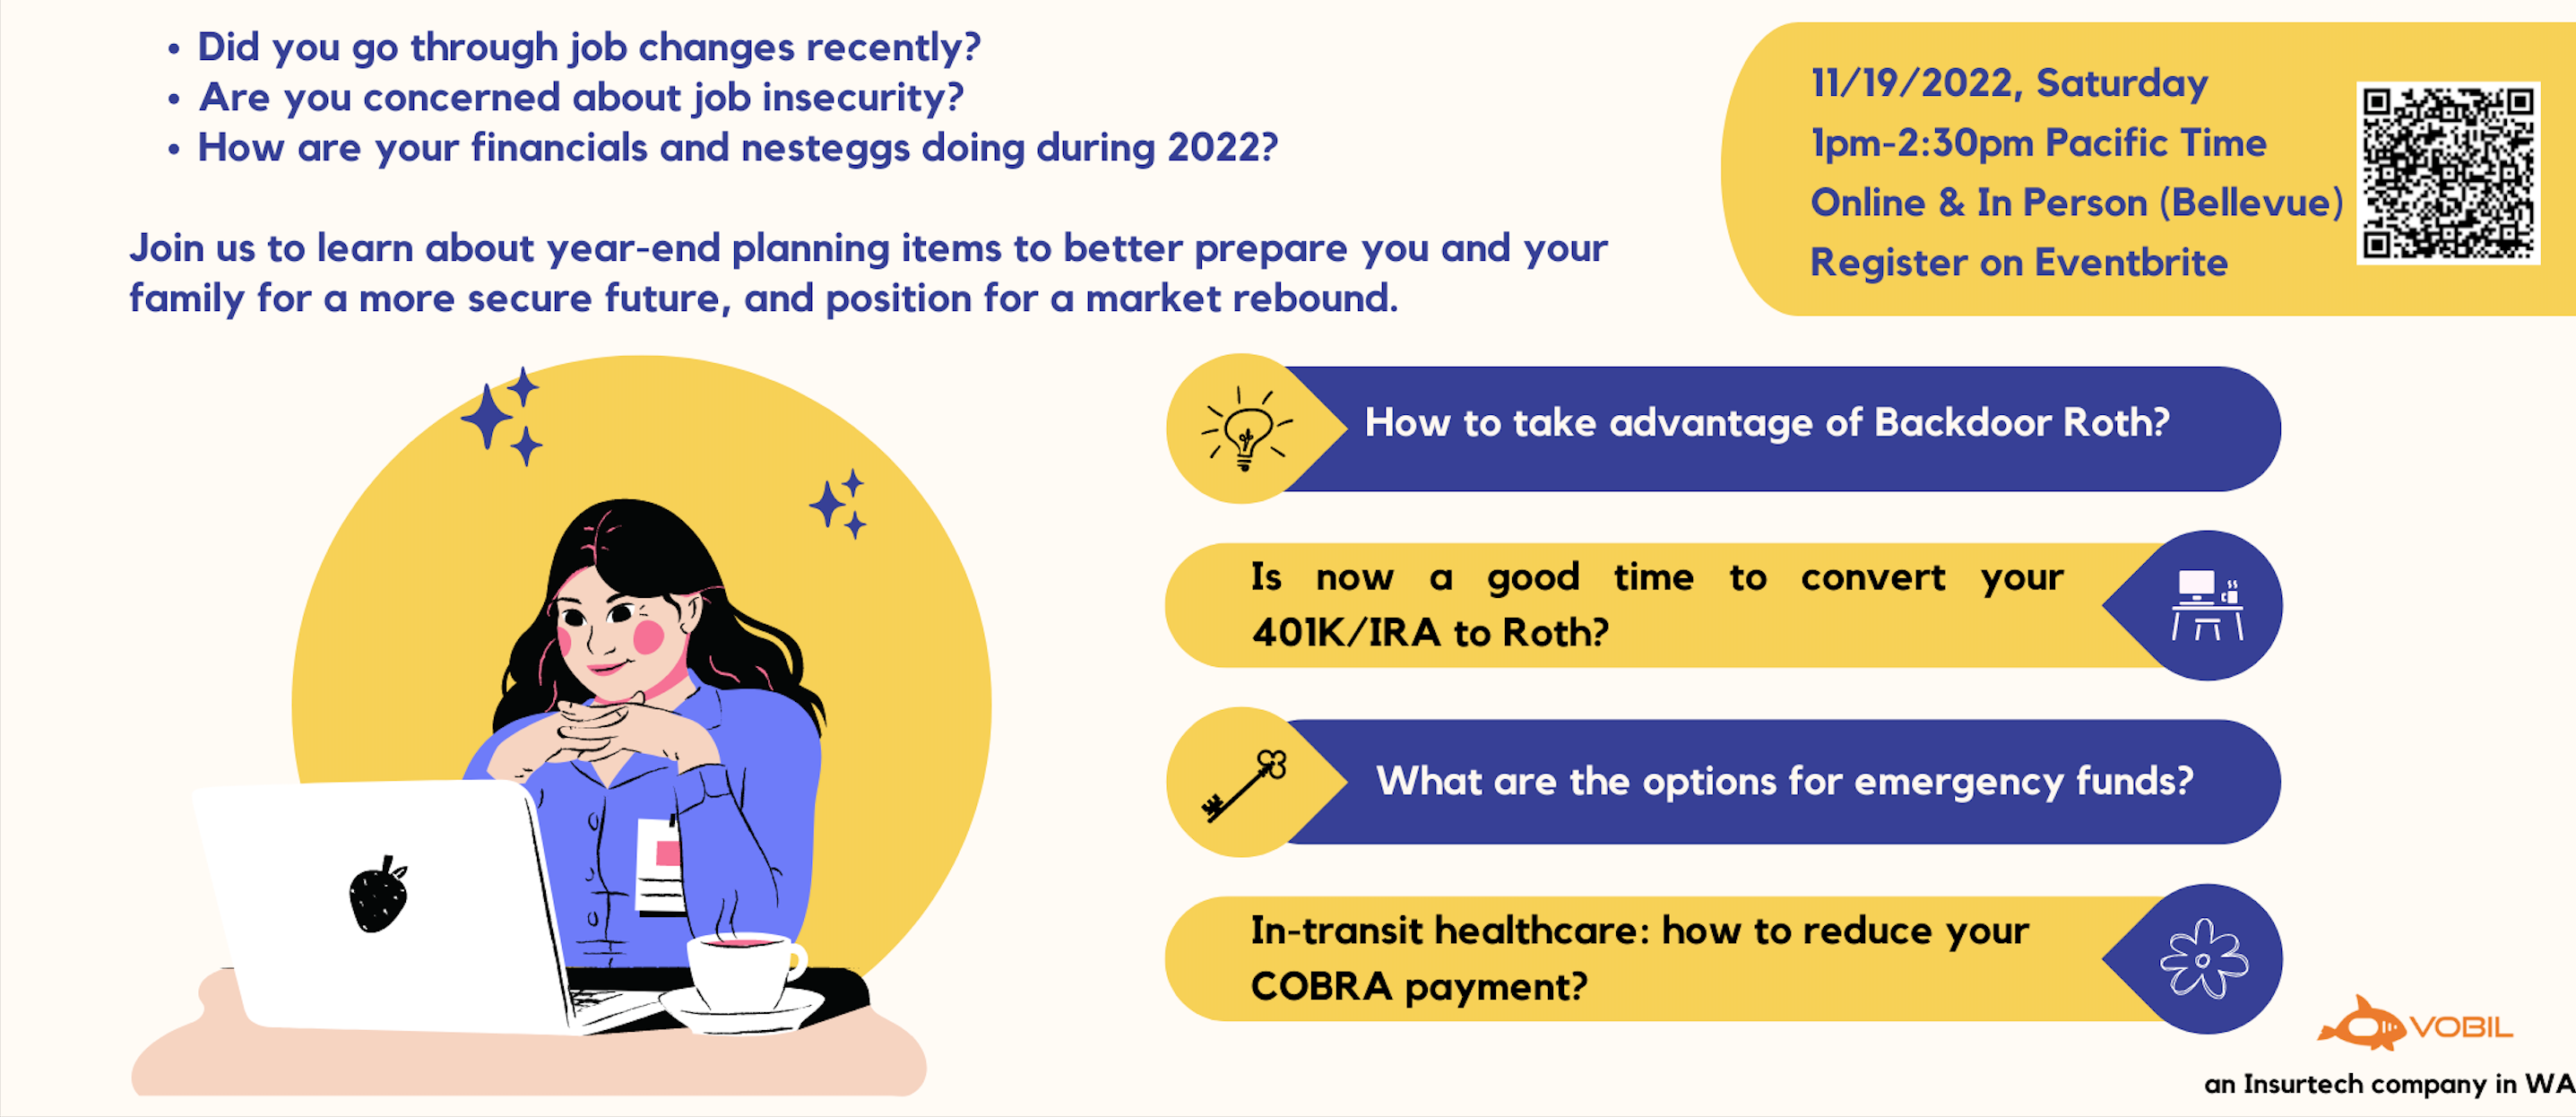 • Did you go through job changes recently?
• Are you concerned about job insecurity?
• How are your financials and nesteggs doing during 2022?
Join us to learn about year-end planning items to better prepare you and your
family for a more secure future, and position for a market rebound.
11/19/2022, Saturday
1pm-2:30pm Pacific Time
Online & In Person (Bellevue)
Register on Eventbrite
How to take advantage of Backdoor Roth?
Is now a good time to convert your
401K/IRA to Roth?
What are the options for emergency funds?
In-transit healthcare: how to reduce your
COBRA payment?
VOBIL
an Insurtech company in WA